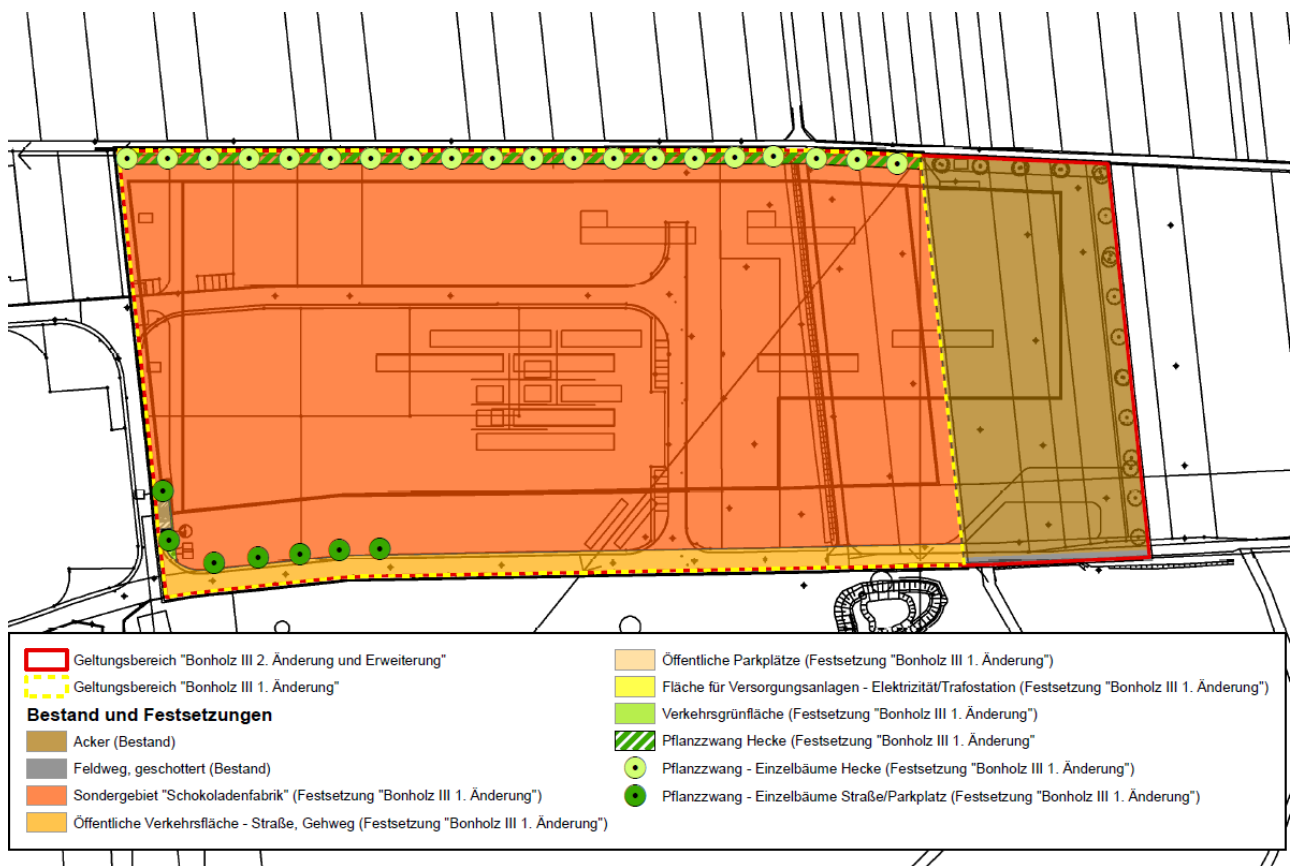 Geltungsbereich "Bonholz III 2. Änderung und Erweiterung"
Geltungsbereich "Bonholz III 1. Änderung"
Bestand und Festsetzungen
Acker (Bestand)
Feldweg, geschottert (Bestand)
Sondergebiet "Schokoladenfabrik" (Festsetzung "Bonholz III 1. Änderung")
Öffentliche Verkehrsfläche - Straße, Gehweg (Festsetzung "Bonholz III 1. Änderung")
Öffentliche Parkplätze (Festsetzung "Bonholz III 1. Änderung")
Fläche für Versorgungsanlagen - Elektrizität/Trafostation (Festsetzung "Bonholz III 1. Änderung")
Verkehrsgrünfläche (Festsetzung "Bonholz III 1. Änderung")
Pflanzzwang Hecke (Festsetzung "Bonholz III 1. Änderung"
Pflanzzwang - Einzelbäume Hecke (Festsetzung "Bonholz III 1. Änderung")
Pflanzzwang - Einzelbäume Straße/Parkplatz (Festsetzung "Bonholz III 1. Änderung")